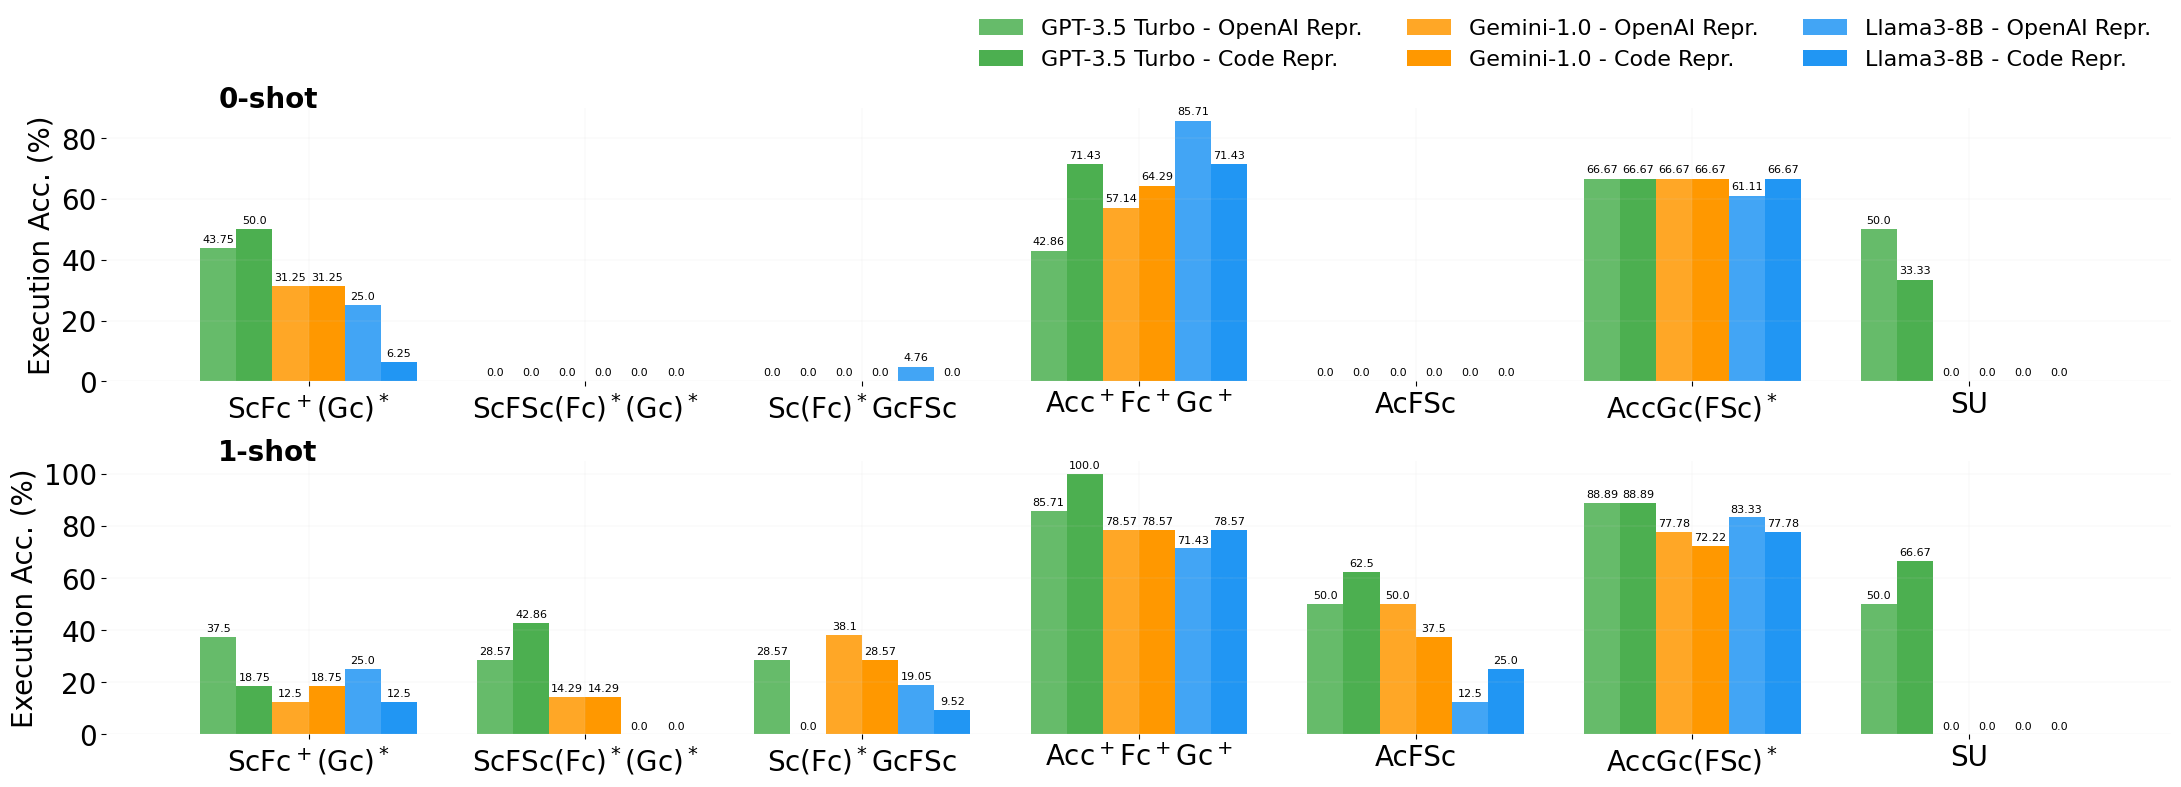 GPT-3.5 Turbo - OpenAI Repr. Gemini-1.0 - OpenAI Repr. Llama3-8B - OpenAI Repr.
GPT-3.5 Turbo - Code Repr. Gemini-1.0 - Code Repr. Llama3-8B - Code Repr.
0-shot
Execution Acc. (%)
80
60
40
20
0
43.75 50.0 31.25 31.25 25.0 6.25
0.0 0.0 0.0 0.0 0.0 0.0
0.0 0.0 0.0 0.0 4.76 0.0
42.86 71.43 57.14 64.29 85.71 71.43
0.0 0.0 0.0 0.0 0.0 0.0
66.67 66.67 66.67 66.67 61.11 66.67
50.0 33.33 0.0 0.0 0.0 0.0
ScFc⁺(Gc)* ScFSc(Fc)*(Gc)* Sc(Fc)*GcFSc Acc⁺Fc⁺Gc⁺ AcFSc AccGc(FSc)* SU
1-shot
Execution Acc. (%)
100
80
60
40
20
0
37.5 18.75 12.5 18.75 25.0 12.5
28.57 42.86 14.29 14.29 0.0 0.0
28.57 0.0 38.1 28.57 19.05 9.52
85.71 100.0 78.57 78.57 71.43 78.57
50.0 62.5 50.0 37.5 12.5 25.0
88.89 88.89 77.78 72.22 83.33 77.78
50.0 66.67 0.0 0.0 0.0 0.0
ScFc⁺(Gc)* ScFSc(Fc)*(Gc)* Sc(Fc)*GcFSc Acc⁺Fc⁺Gc⁺ AcFSc AccGc(FSc)* SU